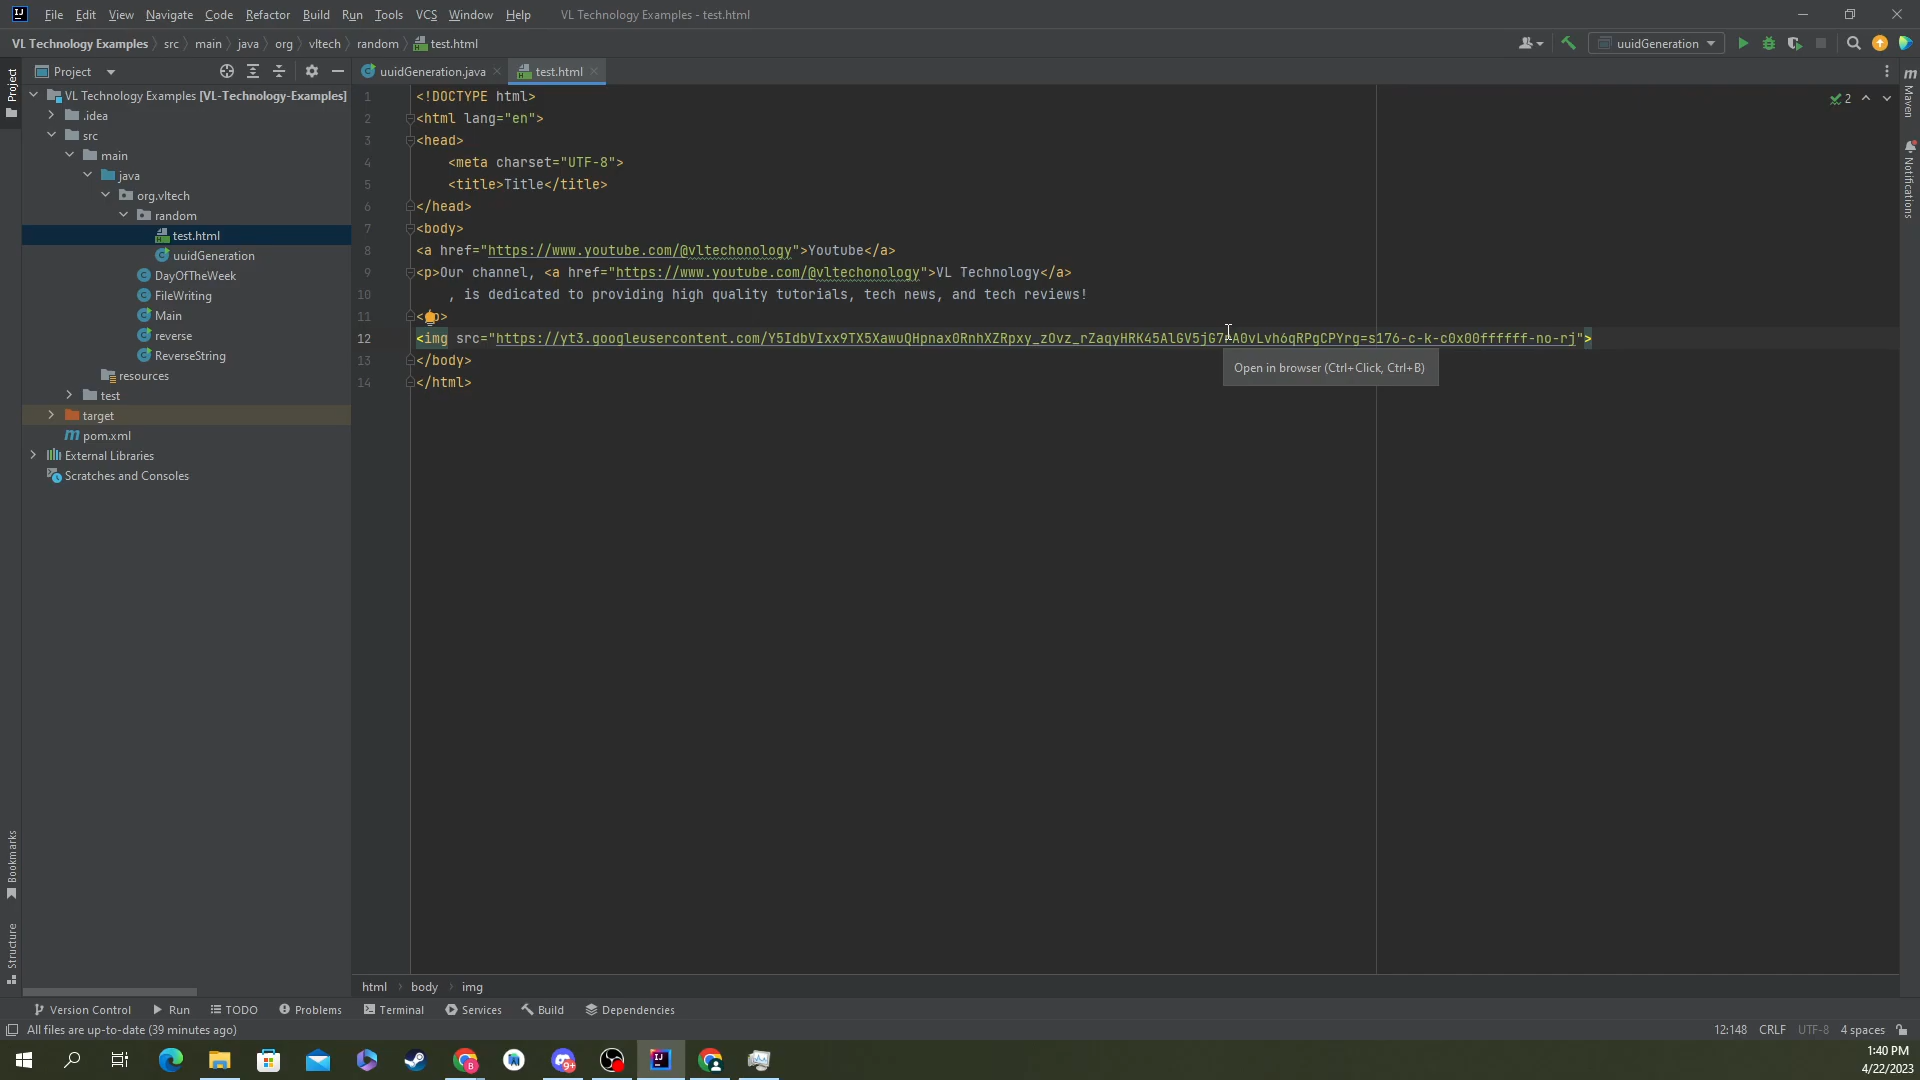 File Edit View Navigate Code Refactor Build Run Tools VCS Window Help VL Technology Examples - test.html
VL Technology Examples src main java org vltech random test.html
uuidGeneration
Project
uuidGeneration.java test.html
VL Technology Examples [VL-Technology-Examples]
.idea
src
main
java
org.vltech
random
test.html
uuidGeneration
DayOfTheWeek
FileWriting
Main
reverse
ReverseString
resources
test
target
pom.xml
External Libraries
Scratches and Consoles
Project
Bookmarks
Structure
1 <!DOCTYPE html>
2 <html lang="en">
3 <head>
4 <meta charset="UTF-8">
5 <title>Title</title>
6 </head>
7 <body>
8 <a href="https://www.youtube.com/@vltechonology">Youtube</a>
9 <p>Our channel, <a href="https://www.youtube.com/@vltechonology">VL Technology</a>
10 , is dedicated to providing high quality tutorials, tech news, and tech reviews!
11
12 <img src="https://yt3.googleusercontent.com/
13 </body>
14 </html>
Open in browser (Ctrl+Click, Ctrl+B)
2
Maven
Notifications
html body img
Version Control Run TODO Problems Terminal Services Build Dependencies
All files are up-to-date (39 minutes ago)
12:148 CRLF UTF-8 4 spaces
9+
1:40 PM
4/22/2023